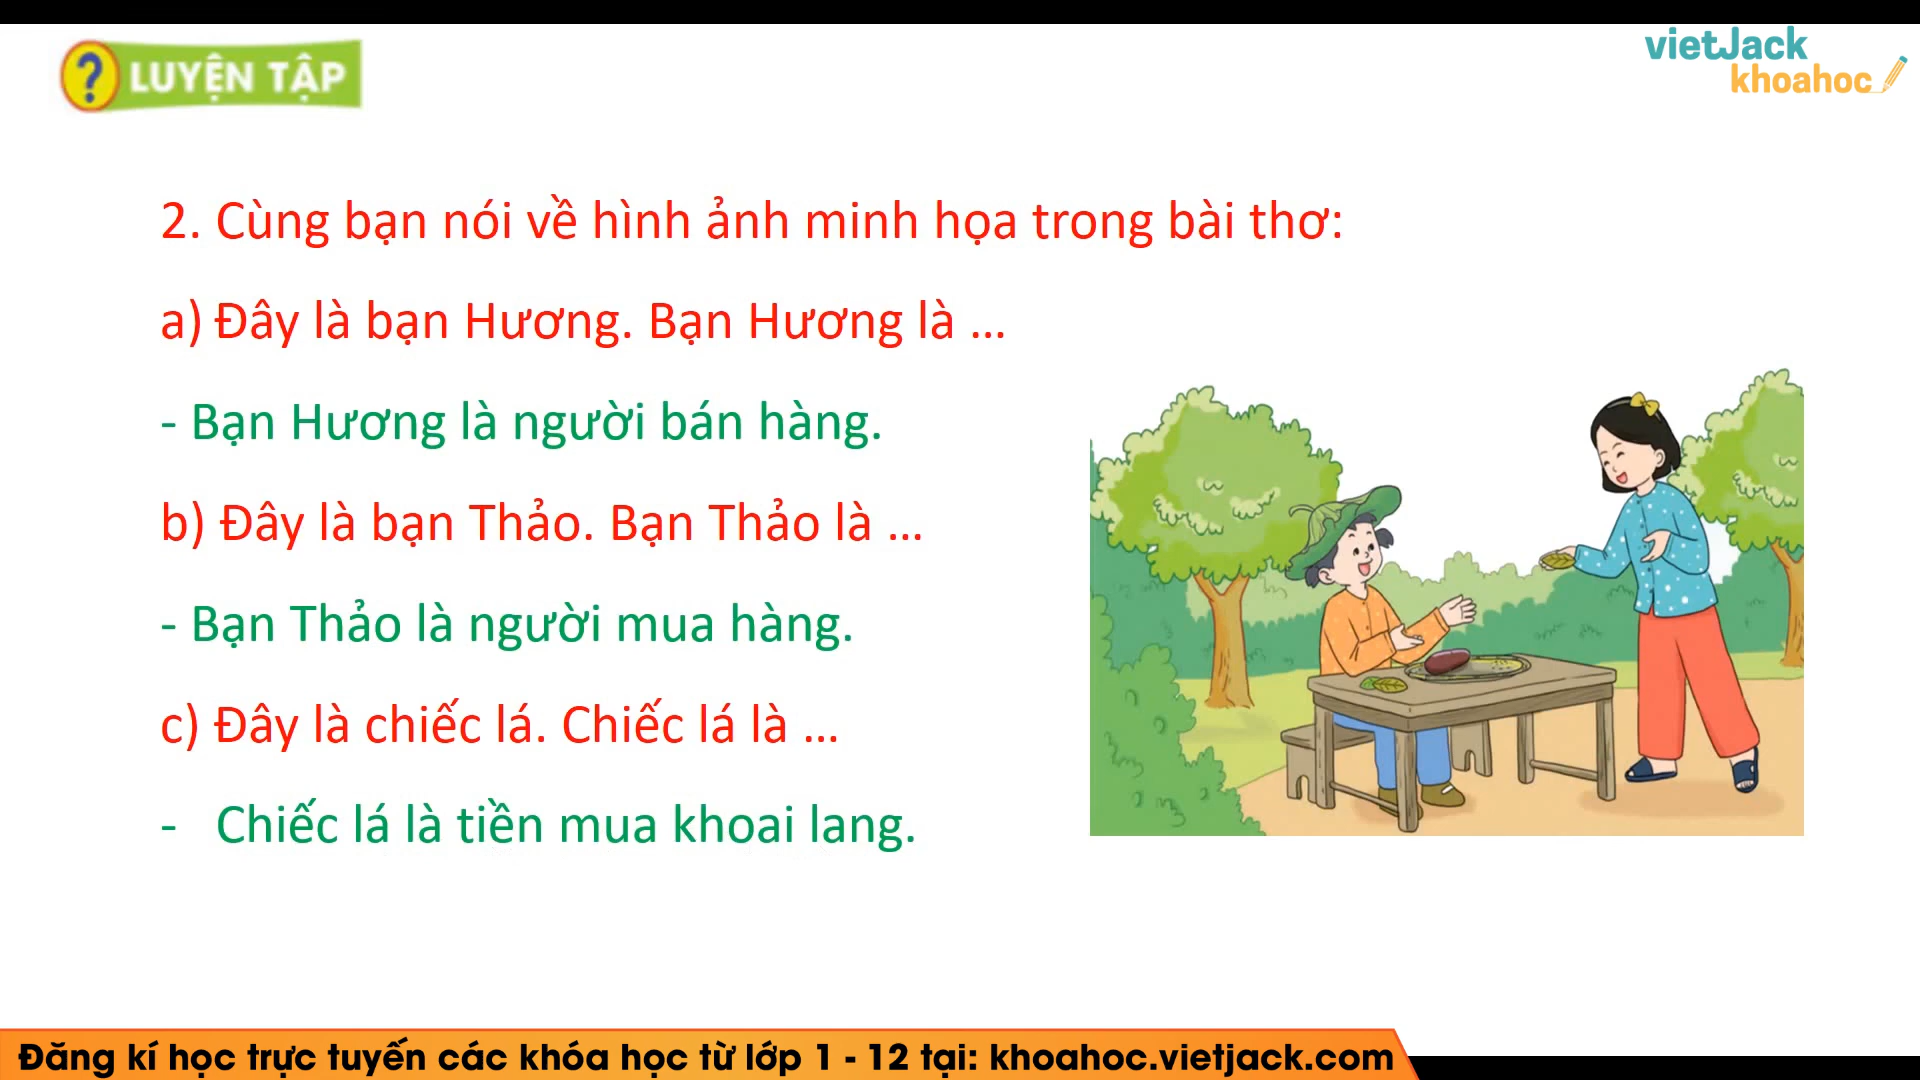 ? LUYỆN TẬP
vietJack
khoahoc
2. Cùng bạn nói về hình ảnh minh họa trong bài thơ:
a) Đây là bạn Hương. Bạn Hương là ...
- Bạn Hương là người bán hàng.
b) Đây là bạn Thảo. Bạn Thảo là ...
- Bạn Thảo là người mua hàng.
c) Đây là chiếc lá. Chiếc lá là ...
- Chiếc lá là tiền mua khoai lang.
Đăng kí học trực tuyến các khóa học từ lớp 1 - 12 tại: khoahoc.vietjack.com